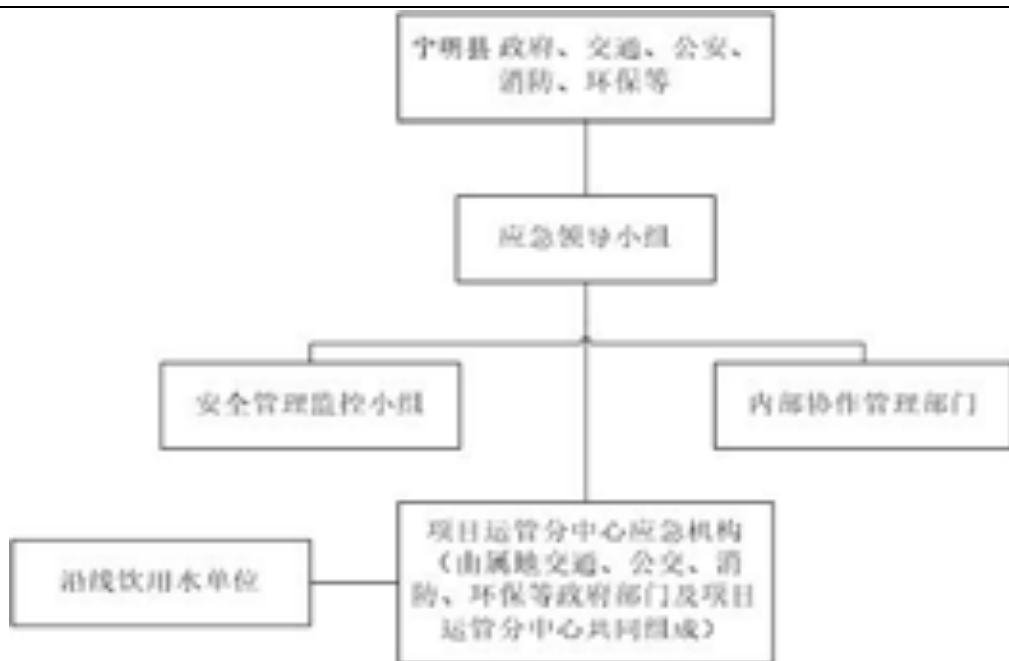 宁明县 政府、交通、公安、
消防、环保等
应急领导小组
安全管理监控小组
内部协作管理部门
项目运管分中心应急机构
（由属地交通、公交、消
防、环保等政府部门及项目
运管分中心共同组成）
沿线饮用水单位